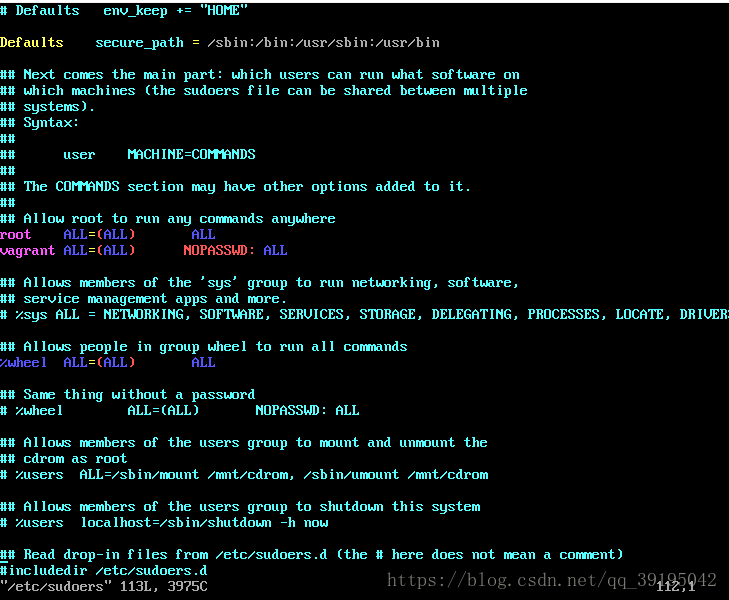 # Defaults   env_keep += "HOME"
Defaults    secure_path = /sbin:/bin:/usr/sbin:/usr/bin
## Next comes the main part: which users can run what software on
## which machines (the sudoers file can be shared between multiple
## systems).
## Syntax:
##
##      user    MACHINE=COMMANDS
##
## The COMMANDS section may have other options added to it.
##
## Allow root to run any commands anywhere
root    ALL=(ALL)       ALL
vagrant ALL=(ALL)      NOPASSWD: ALL
## Allows members of the 'sys' group to run networking, software,
## service management apps and more.
# %sys ALL = NETWORKING, SOFTWARE, SERVICES, STORAGE, DELEGATING, PROCESSES, LOCATE, DRIVERS
## Allows people in group wheel to run all commands
%wheel  ALL=(ALL)       ALL
## Same thing without a password
# %wheel        ALL=(ALL)       NOPASSWD: ALL
## Allows members of the users group to mount and unmount the
## cdrom as root
# %users  ALL=/sbin/mount /mnt/cdrom, /sbin/umount /mnt/cdrom
## Allows members of the users group to shutdown this system
# %users  localhost=/sbin/shutdown -h now
## Read drop-in files from /etc/sudoers.d (the # here does not mean a comment)
#includedir /etc/sudoers.d
"/etc/sudoers" 113L, 3975C                                                        112,1
https://blog.csdn.net/qq_39195042